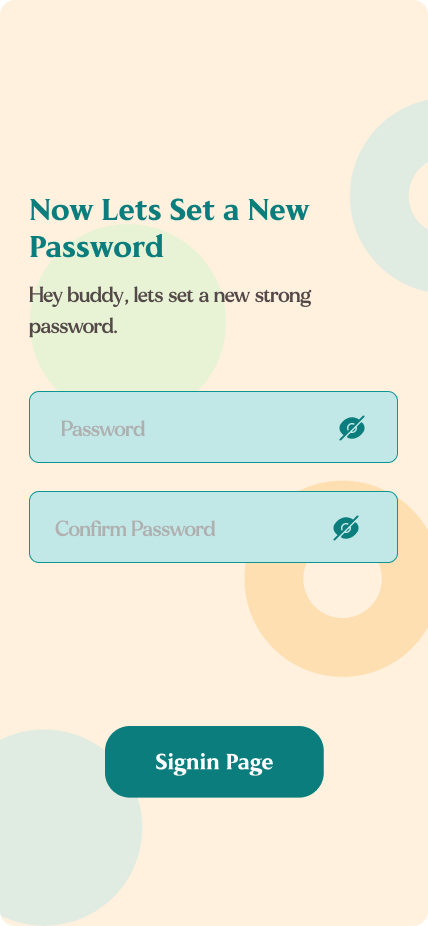 Now Lets Set a New
Password
Hey buddy, lets set a new strong
password.
Password
Confirm Password
Signin Page